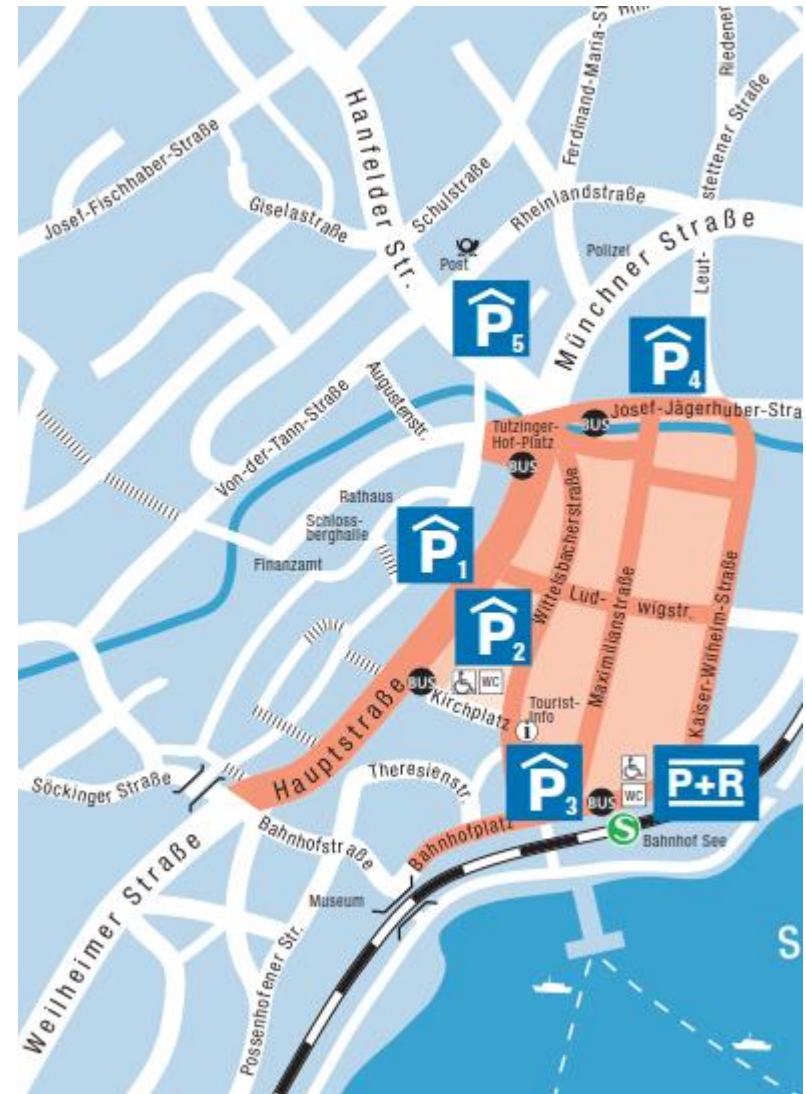 Riedener
Ferdinand-Maria-S
Hanfelder Str.
Josef-Fischhaber-Straße
Schulstraße
stettener Straße
Leut-
Rheinlandstraße
Giselastraße
Münchner Straße
Polizei
Post
P5
P4
Augustenstr.
Josef-Jägerhuber-Stra
BUS
Tutzinger-
Hof-Platz
BUS
Von-der-Tann-Straße
Rathaus
Schloss-
berghalle
Finanzamt
P1
Wittelsbacherstraße
Lud-
wigstr.
Maximilianstraße
Kaiser-Wilhelm-Straße
P2
WC
BUS
Kirchplatz
Tourist-
Info
i
Hauptstraße
Theresienstr.
Söckinger Straße
P3
BUS
WC
P+R
S
Bahnhof See
Bahnhofplatz
Bahnhofstraße
Museum
Weilheimer Straße
Possenhofener Str.
S